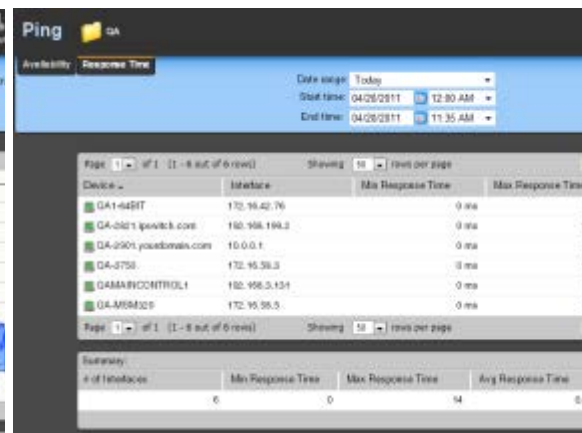 Ping QA
Availability Response Time
Date range: Today
Start time: 04/28/2011 12:00 AM
End time: 04/28/2011 11:35 AM
Page 1 of 1 (1 - 6 out of 6 rows) Showing 50 rows per page
Device Interface Min Response Time Max Response Time
QA1-64BIT 172.16.42.76 0 ms
0 ms
QA-2901.yourdomain.com 10.0.0.1 0 ms
QA-3750 0 ms
QAMAINCONTROL1 192.168.3.131 0 ms
0 ms
Page 1 of 1 (1 - 6 out of 6 rows) Showing 50 rows per page
Summary
# of Interfaces Min Response Time Max Response Time Avg Response Time
6 0 14